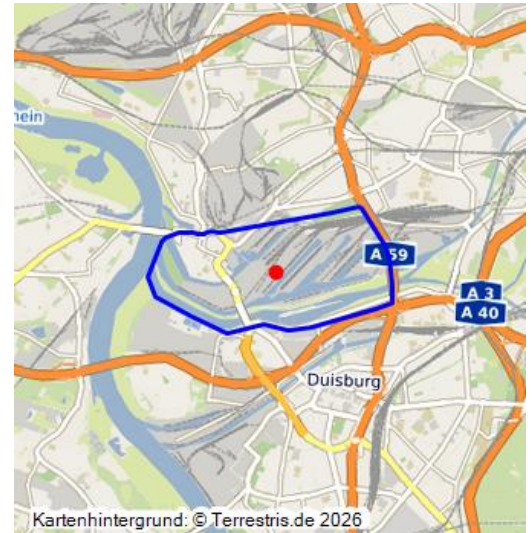 hein
A 59
A 3
A 40
Duisburg
Kartenhintergrund: © Terrestris.de 2026